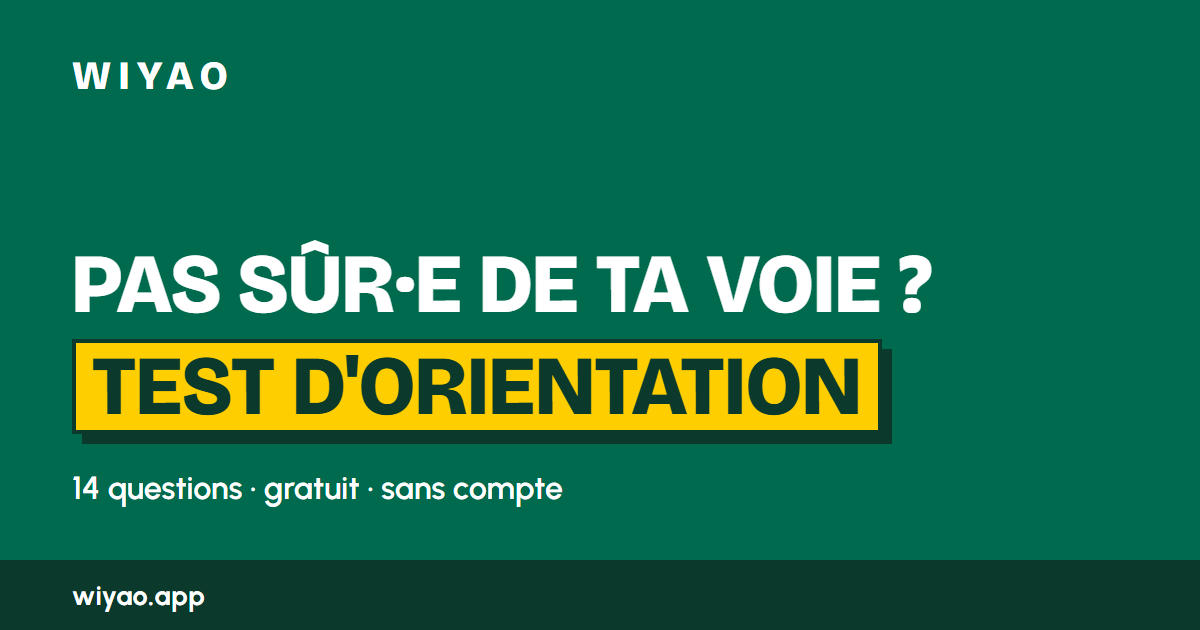 WIYAO
PAS SÛR·E DE TA VOIE ?
TEST D'ORIENTATION
14 questions · gratuit · sans compte
wiyao.app